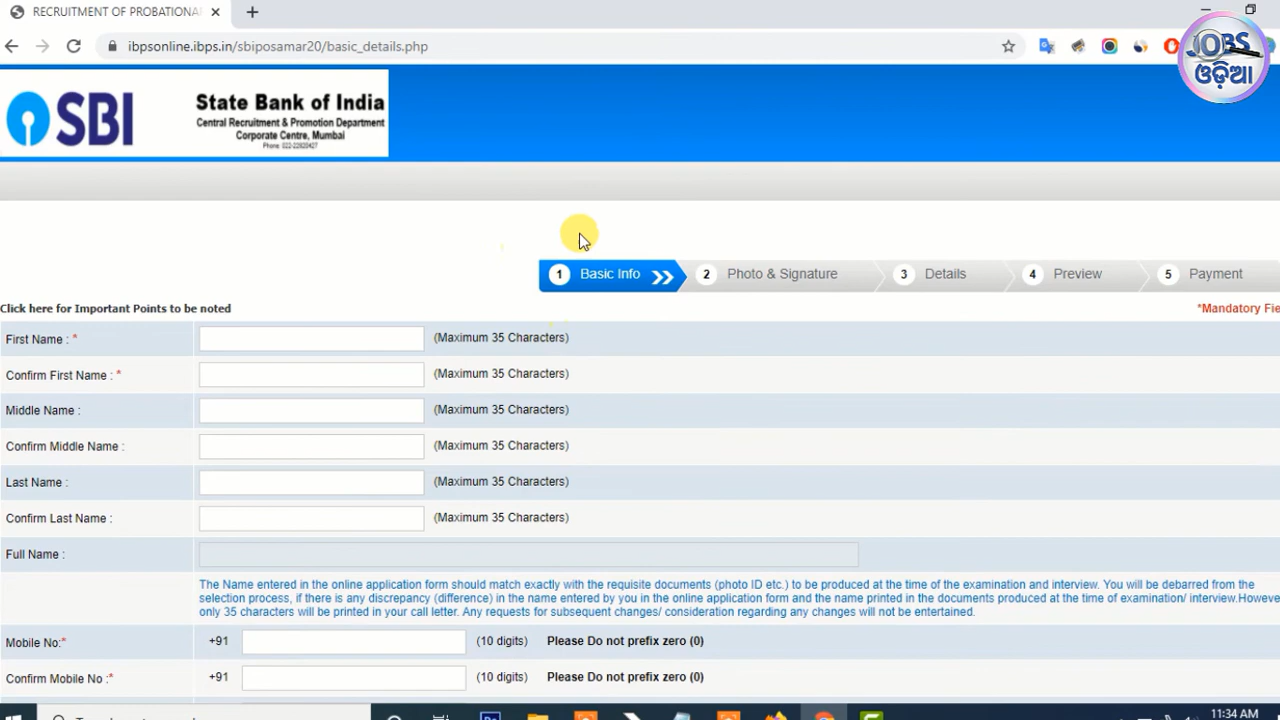 RECRUITMENT OF PROBATIONA
ibpsonline.ibps.in/sbiposamar20/basic_details.php
JOBS
ଓଡ଼ିଆ
SBI
State Bank of India
Central Recruitment & Promotion Department
Corporate Centre, Mumbai
Phone: 022-22820427
1 Basic Info
2 Photo & Signature
3 Details
4 Preview
5 Payment
Click here for Important Points to be noted
*Mandatory Fie
First Name : *
(Maximum 35 Characters)
Confirm First Name : *
(Maximum 35 Characters)
Middle Name :
(Maximum 35 Characters)
Confirm Middle Name :
(Maximum 35 Characters)
Last Name :
(Maximum 35 Characters)
Confirm Last Name :
(Maximum 35 Characters)
Full Name :
The Name entered in the online application form should match exactly with the requisite documents (photo ID etc.) to be produced at the time of the examination and interview. You will be debarred from the
selection process, if there is any discrepancy (difference) in the name entered by you in the online application form and the name printed in the documents produced at the time of examination/ interview.However
only 35 characters will be printed in your call letter. Any requests for subsequent changes/ consideration regarding any changes will not be entertained.
Mobile No:*
+91
(10 digits)
Please Do not prefix zero (0)
Confirm Mobile No :*
+91
(10 digits)
Please Do not prefix zero (0)
11:34 AM